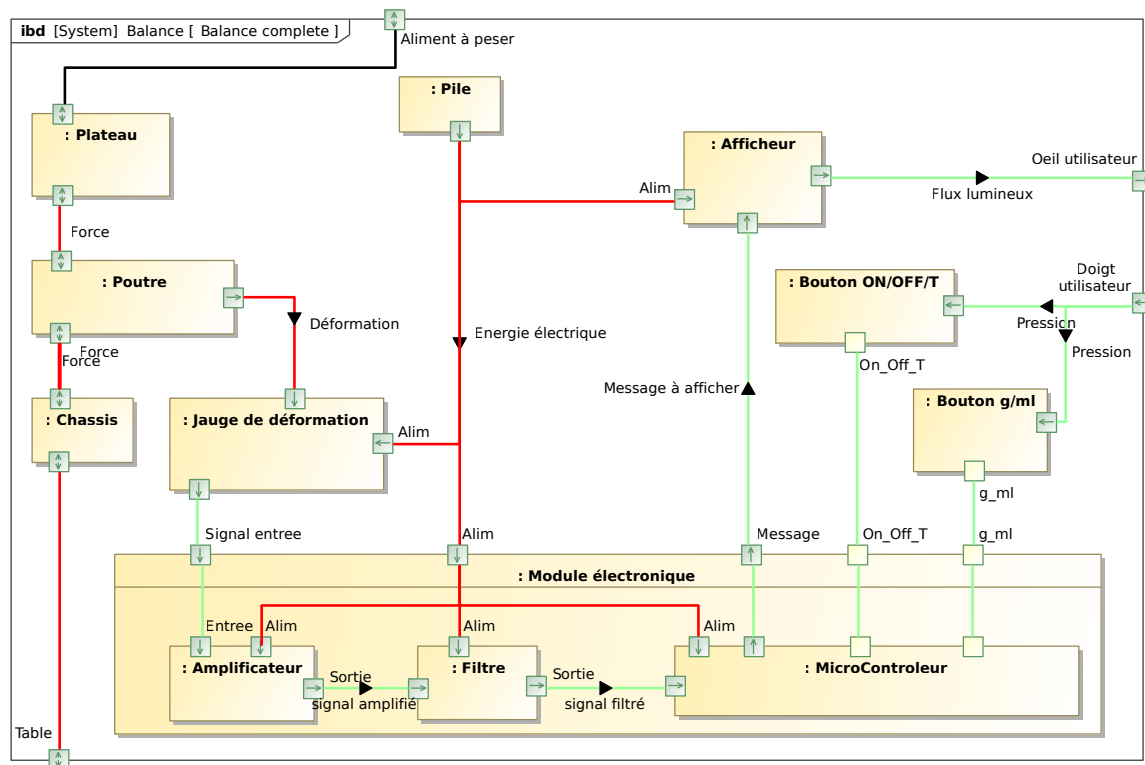 ibd [System] Balance [ Balance complete ]
Aliment à peser
: Pile
: Plateau
: Afficheur
Oeil utilisateur
Alim
Flux lumineux
Force
: Poutre
: Bouton ON/OFF/T
Doigt
utilisateur
Déformation
Pression
Energie électrique
Force
Force
Pression
On_Off_T
Message à afficher
: Bouton g/ml
: Chassis
: Jauge de déformation
Alim
g_ml
Signal entree
Alim
Message
On_Off_T
g_ml
: Module électronique
Entree
Alim
Alim
Alim
: Amplificateur
: Filtre
: MicroControleur
Sortie
Sortie
signal amplifié
signal filtré
Table